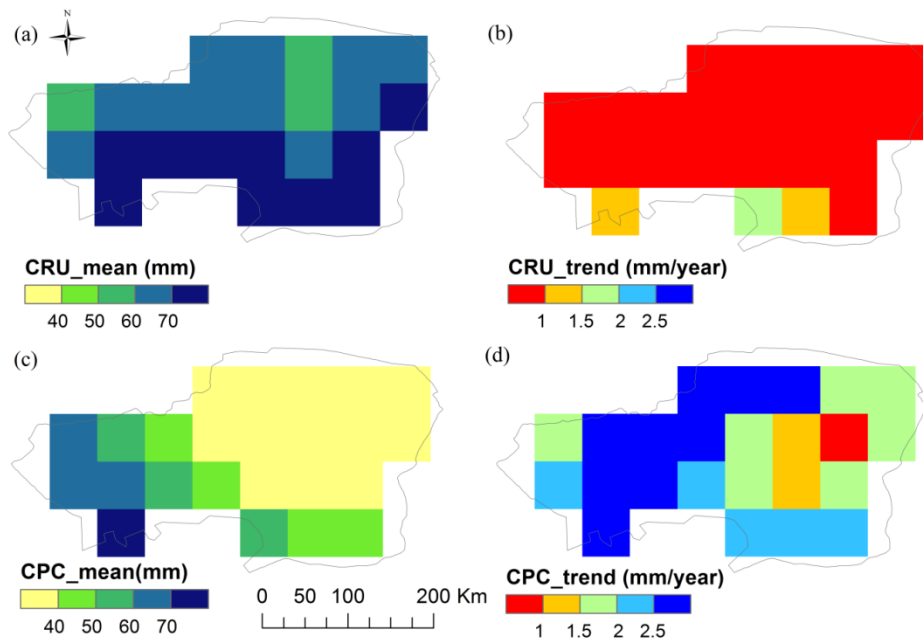 (a)
N
(b)
CRU_mean (mm)
40 50 60 70
CRU_trend (mm/year)
1 1.5 2 2.5
(c)
(d)
CPC_mean(mm)
40 50 60 70
0 50 100 200 Km
CPC_trend (mm/year)
1 1.5 2 2.5